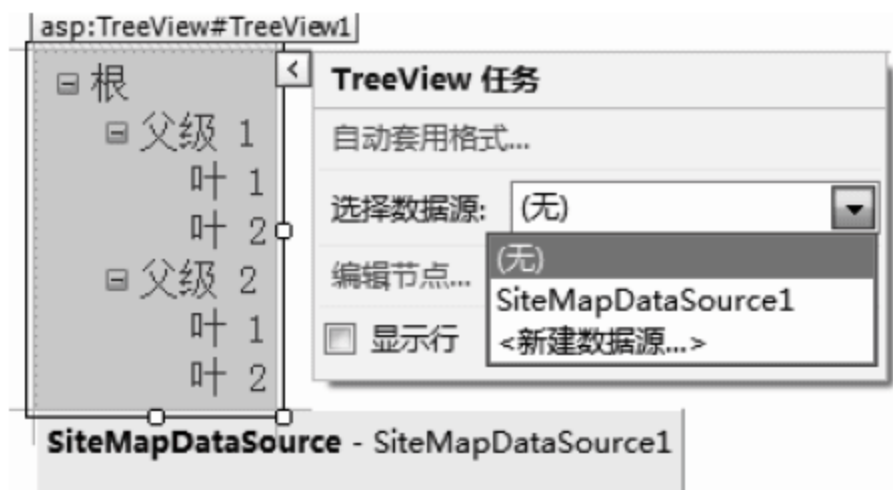 asp:TreeView#TreeView1
根
父级 1
叶 1
叶 2
父级 2
叶 1
叶 2
TreeView 任务
自动套用格式...
选择数据源: (无)
(无)
SiteMapDataSource1
<新建数据源...>
编辑节点...
显示行
SiteMapDataSource - SiteMapDataSource1